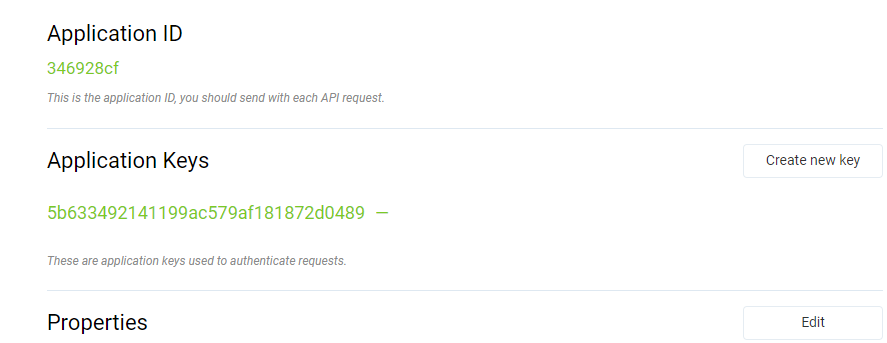 Application ID
346928cf
This is the application ID, you should send with each API request.
Application Keys
Create new key
5b633492141199ac579af181872d0489 —
These are application keys used to authenticate requests.
Properties
Edit